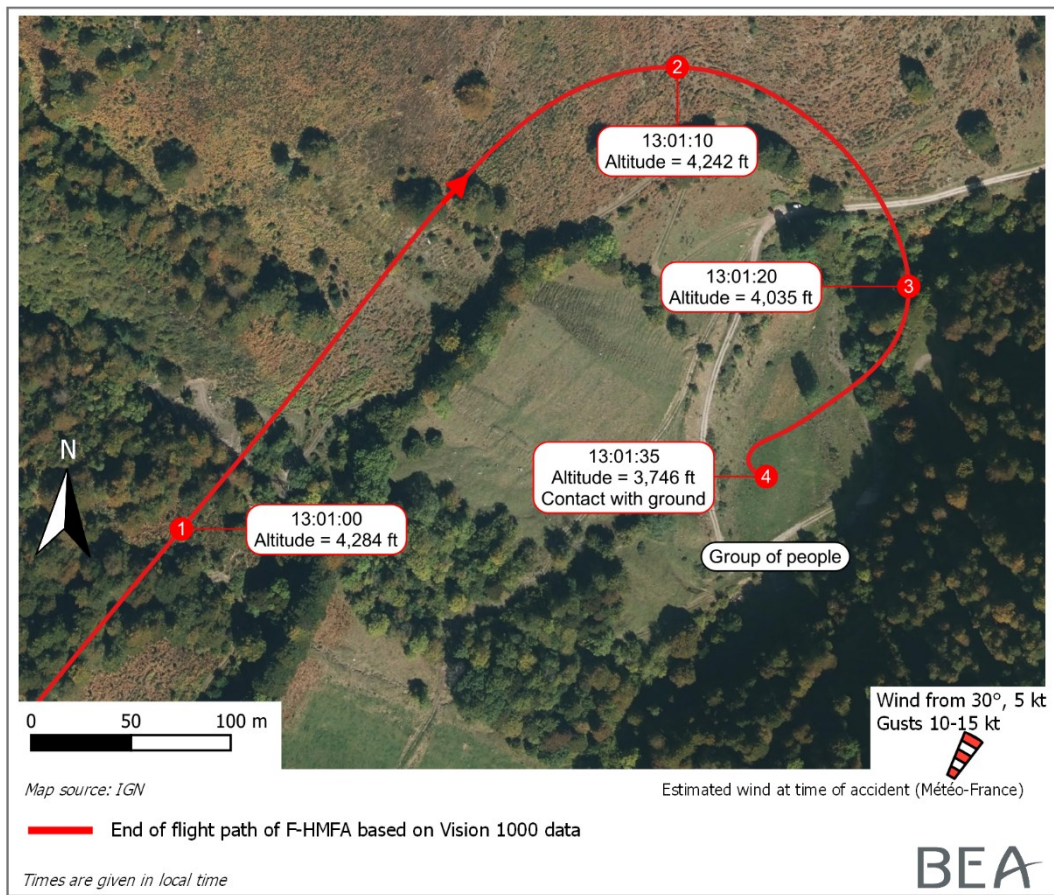 2
13:01:10
Altitude = 4,242 ft
13:01:20
Altitude = 4,035 ft
3
13:01:35
Altitude = 3,746 ft
Contact with ground
4
N
1
13:01:00
Altitude = 4,284 ft
Group of people
0 50 100 m
Wind from 30°, 5 kt
Gusts 10-15 kt
Map source: IGN
Estimated wind at time of accident (Météo-France)
End of flight path of F-HMFA based on Vision 1000 data
Times are given in local time
BEA